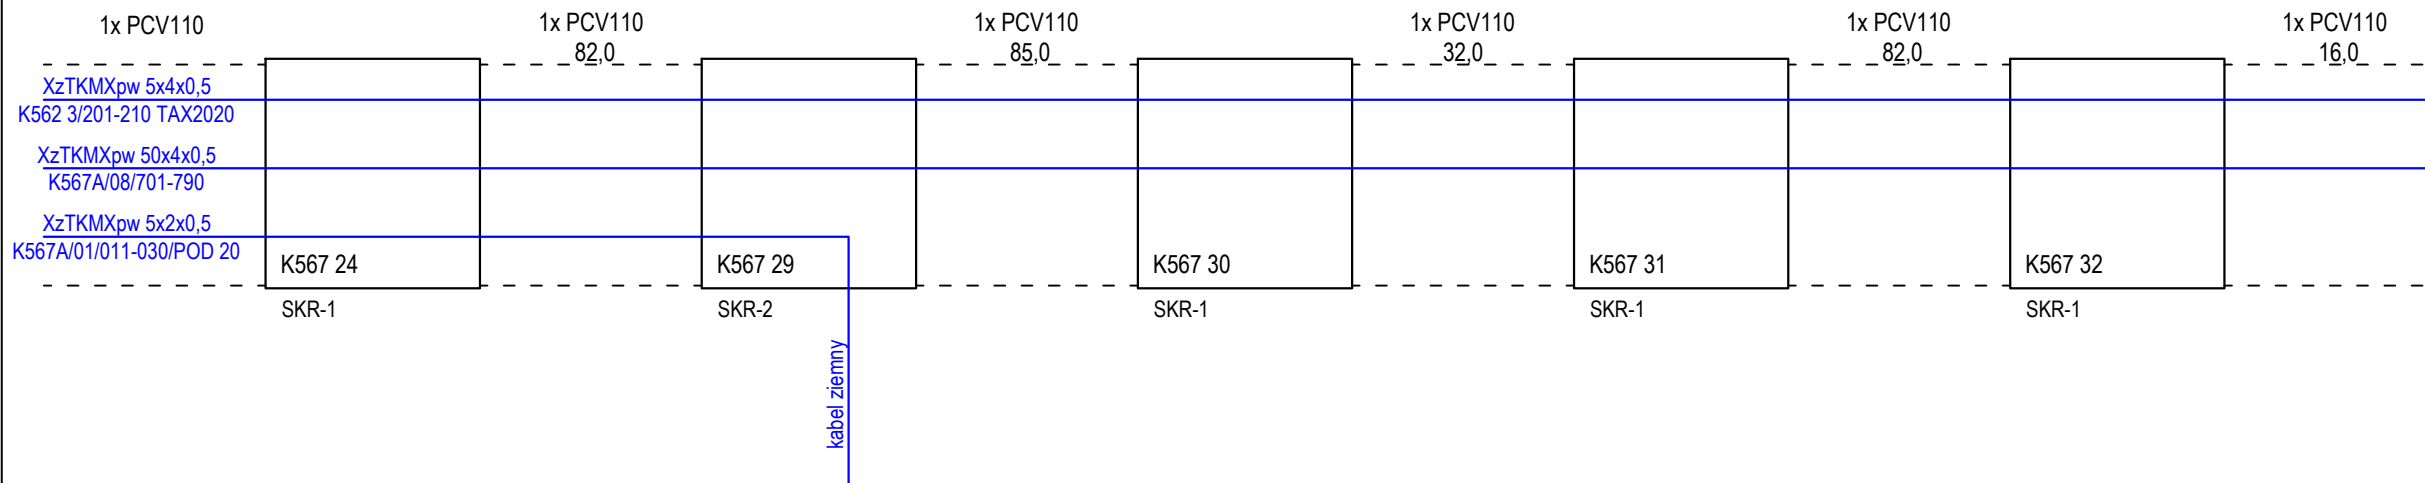 1x PCV110
1x PCV110
82,0
1x PCV110
85,0
1x PCV110
32,0
1x PCV110
82,0
1x PCV110
16,0
XzTKMXpw 5x4x0,5
K562 3/201-210 TAX2020
XzTKMXpw 50x4x0,5
K567A/08/701-790
XzTKMXpw 5x2x0,5
K567A/01/011-030/POD 20
K567 24
K567 29
K567 30
K567 31
K567 32
SKR-1
SKR-2
SKR-1
SKR-1
SKR-1
kabel ziemny